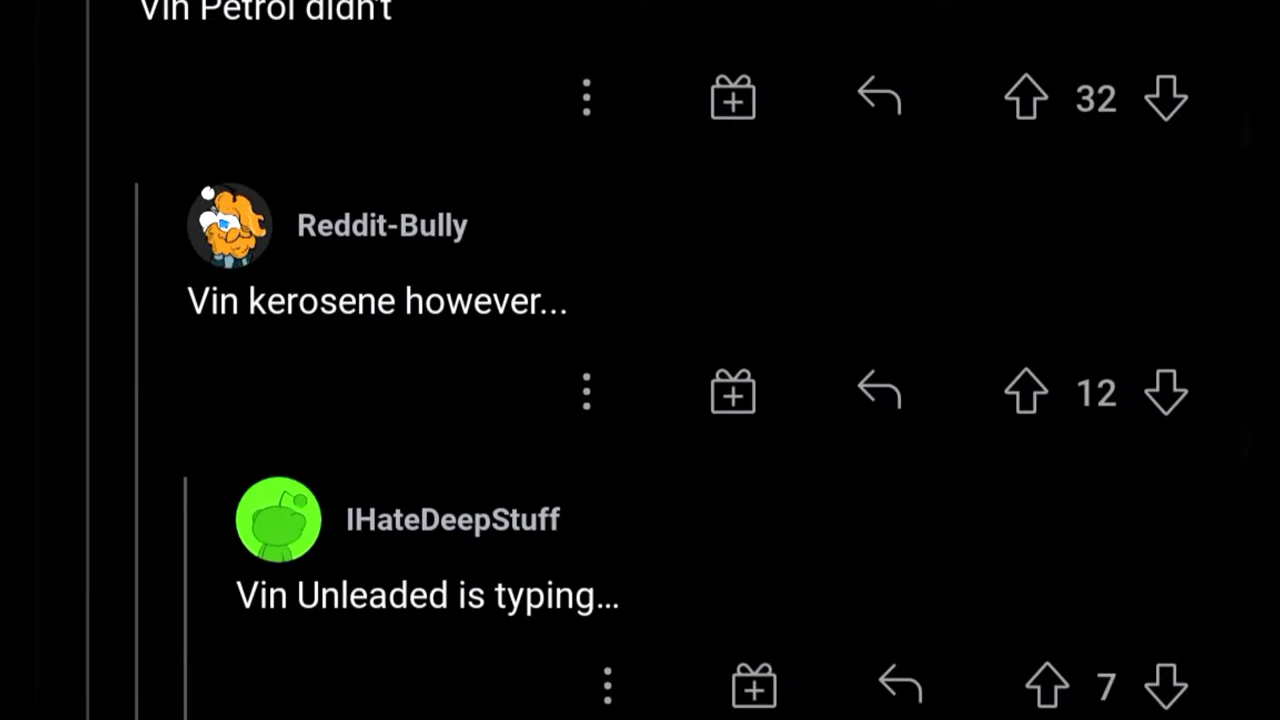 Vin Petrol didn't
32
Reddit-Bully
Vin kerosene however...
12
IHateDeepStuff
Vin Unleaded is typing...
7